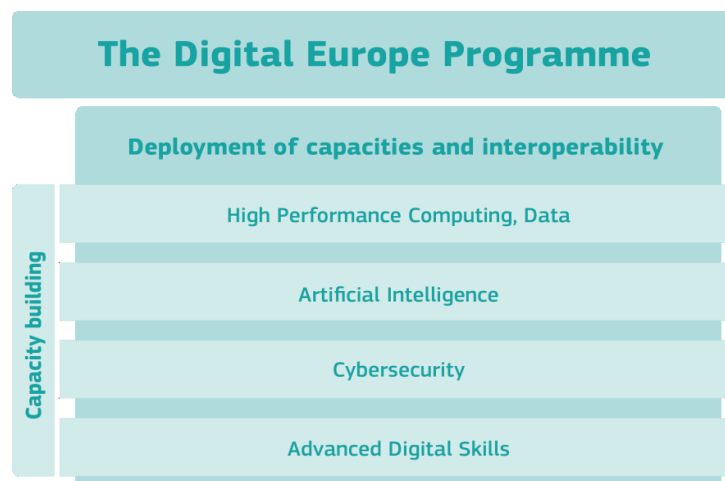 The Digital Europe Programme
Deployment of capacities and interoperability
Capacity building
High Performance Computing, Data
Artificial Intelligence
Cybersecurity
Advanced Digital Skills